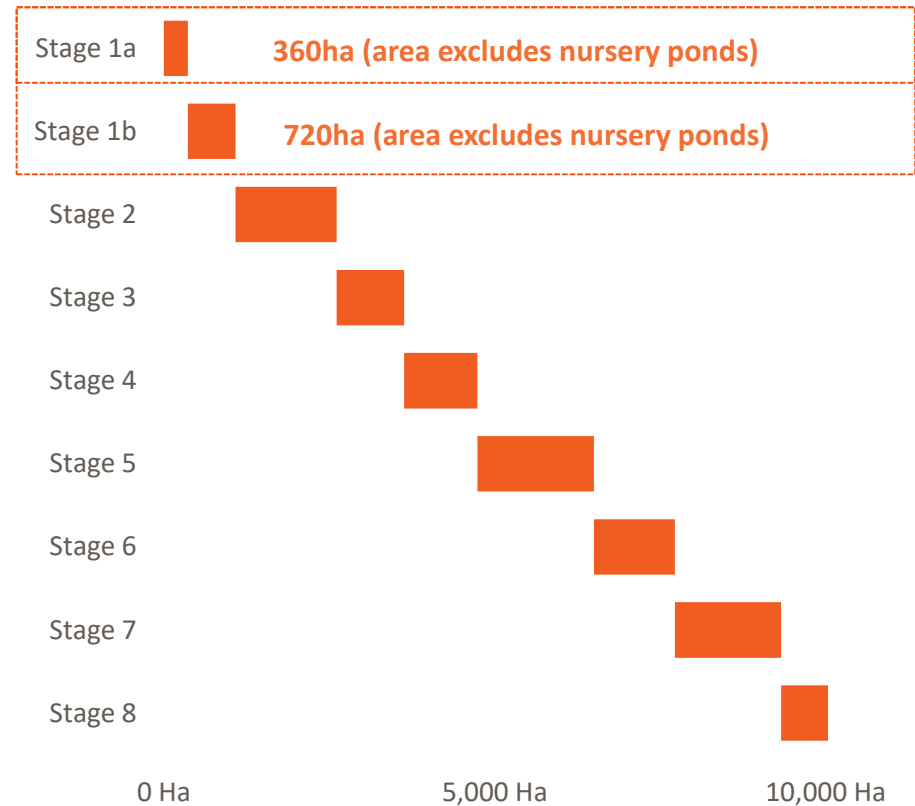 Stage 1a
360ha (area excludes nursery ponds)
Stage 1b
720ha (area excludes nursery ponds)
Stage 2
Stage 3
Stage 4
Stage 5
Stage 6
Stage 7
Stage 8
0 Ha
5,000 Ha
10,000 Ha